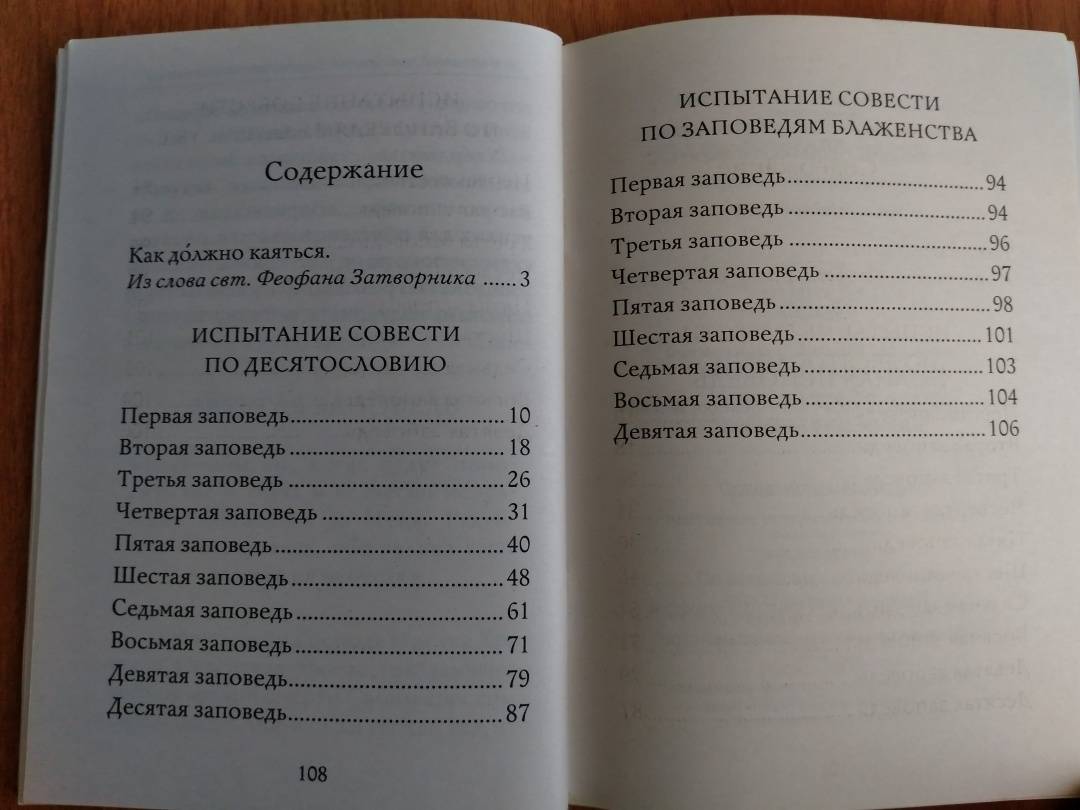 Содержание
Как до́лжно каяться.
Из слова свт. Феофана Затворника ......3
ИСПЫТАНИЕ СОВЕСТИ
ПО ДЕСЯТОСЛОВИЮ
Первая заповедь....................................10
Вторая заповедь....................................18
Третья заповедь....................................26
Четвертая заповедь..............................31
Пятая заповедь......................................40
Шестая заповедь...................................48
Седьмая заповедь.................................61
Восьмая заповедь.................................71
Девятая заповедь..................................79
Десятая заповедь..................................87
108
ИСПЫТАНИЕ СОВЕСТИ
ПО ЗАПОВЕДЯМ БЛАЖЕНСТВА
Первая заповедь...............................94
Вторая заповедь...............................94
Третья заповедь...............................96
Четвертая заповедь..........................97
Пятая заповедь.................................98
Шестая заповедь.............................101
Седьмая заповедь...........................103
Восьмая заповедь...........................104
Девятая заповедь............................106